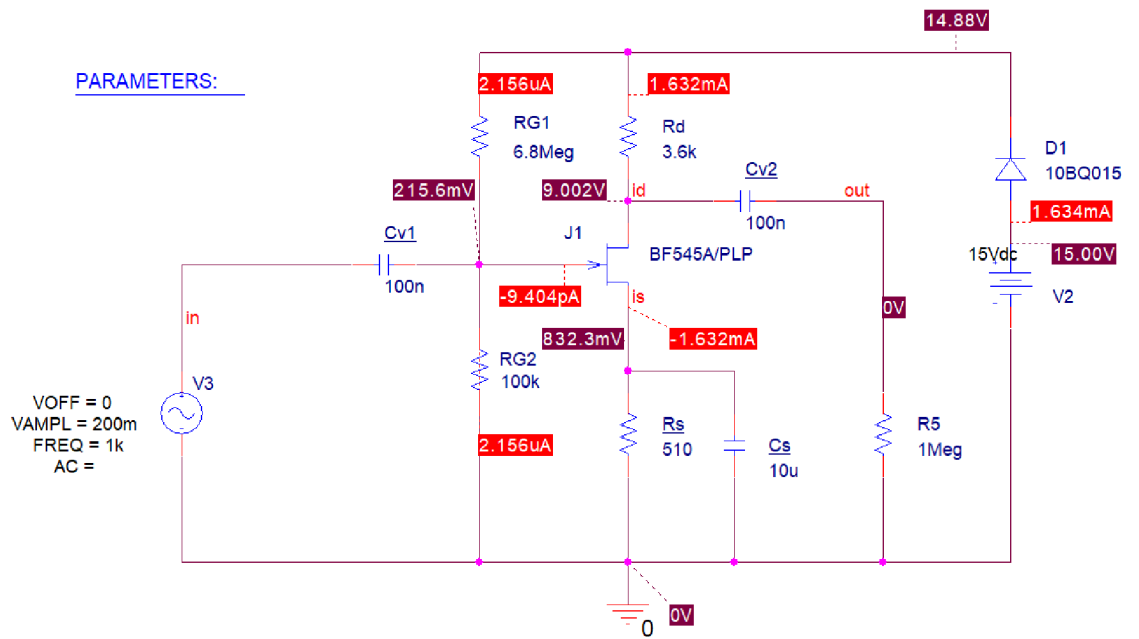 14.88V
PARAMETERS:
2.156uA
1.632mA
RG1
6.8Meg
Rd
3.6k
D1
10BQ015
215.6mV
9.002V
id
Cv2
100n
out
1.634mA
Cv1
100n
J1
BF545A/PLP
15Vdc
15.00V
V2
-9.404pA
is
in
832.3mV
-1.632mA
0V
RG2
100k
V3
VOFF = 0
VAMPL = 200m
FREQ = 1k
AC =
Rs
510
Cs
10u
R5
1Meg
2.156uA
0V
0